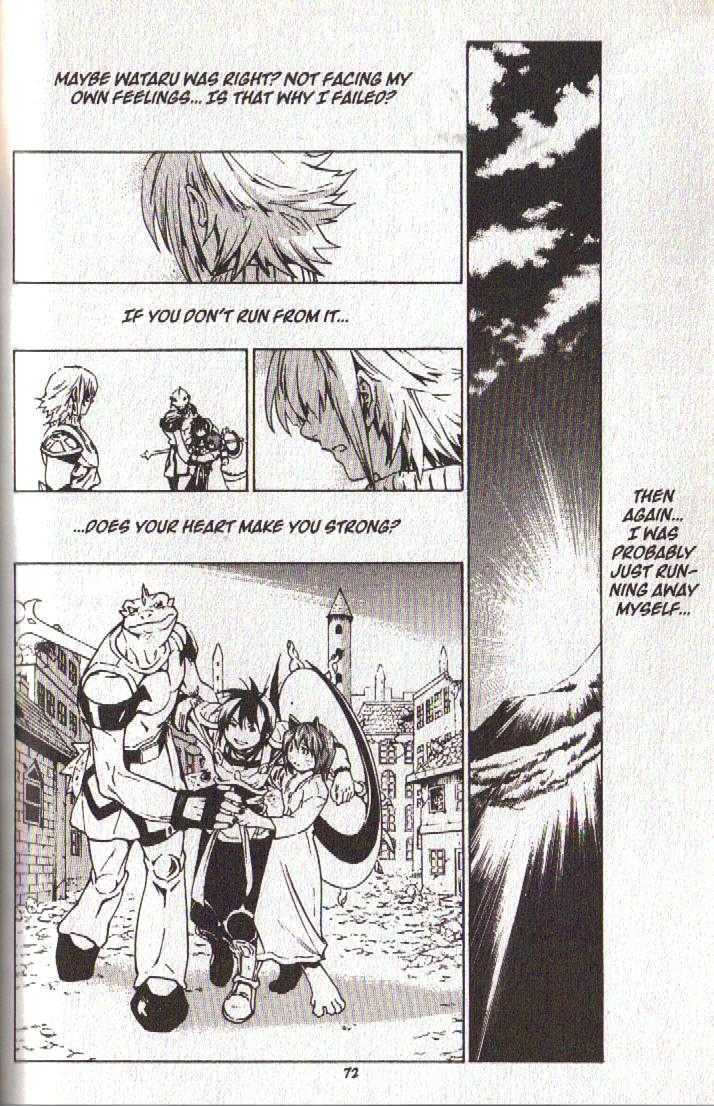 THEN
AGAIN...
I WAS
PROBABLY
JUST RUN-
NING AWAY
MYSELF...
MAYBE WATARU WAS RIGHT? NOT FACING MY
OWN FEELINGS... IS THAT WHY I FAILED?
IF YOU DON'T RUN FROM IT...
...DOES YOUR HEART MAKE YOU STRONG?
72